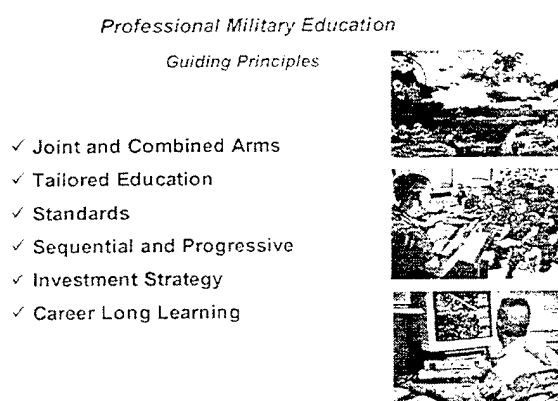 Professional Military Education
Guiding Principles
✓ Joint and Combined Arms
✓ Tailored Education
✓ Standards
✓ Sequential and Progressive
✓ Investment Strategy
✓ Career Long Learning